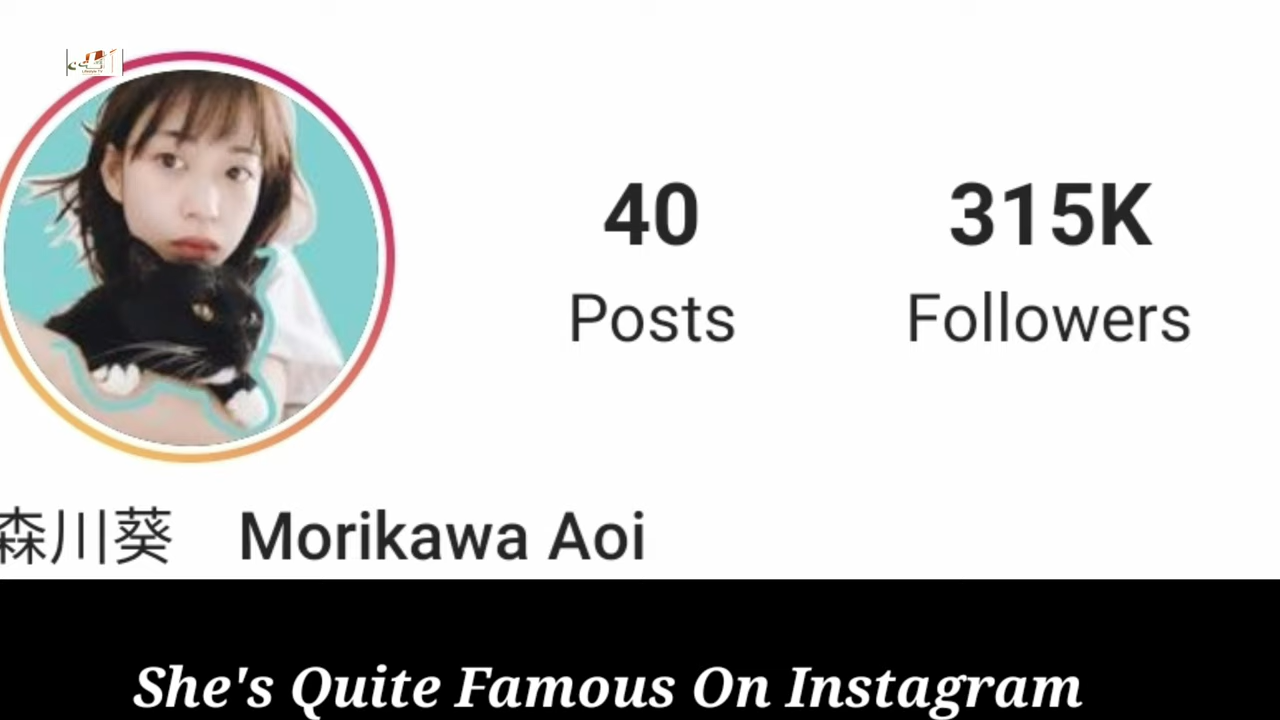 40
315K
Posts
Followers
森川葵 Morikawa Aoi
She's Quite Famous On Instagram